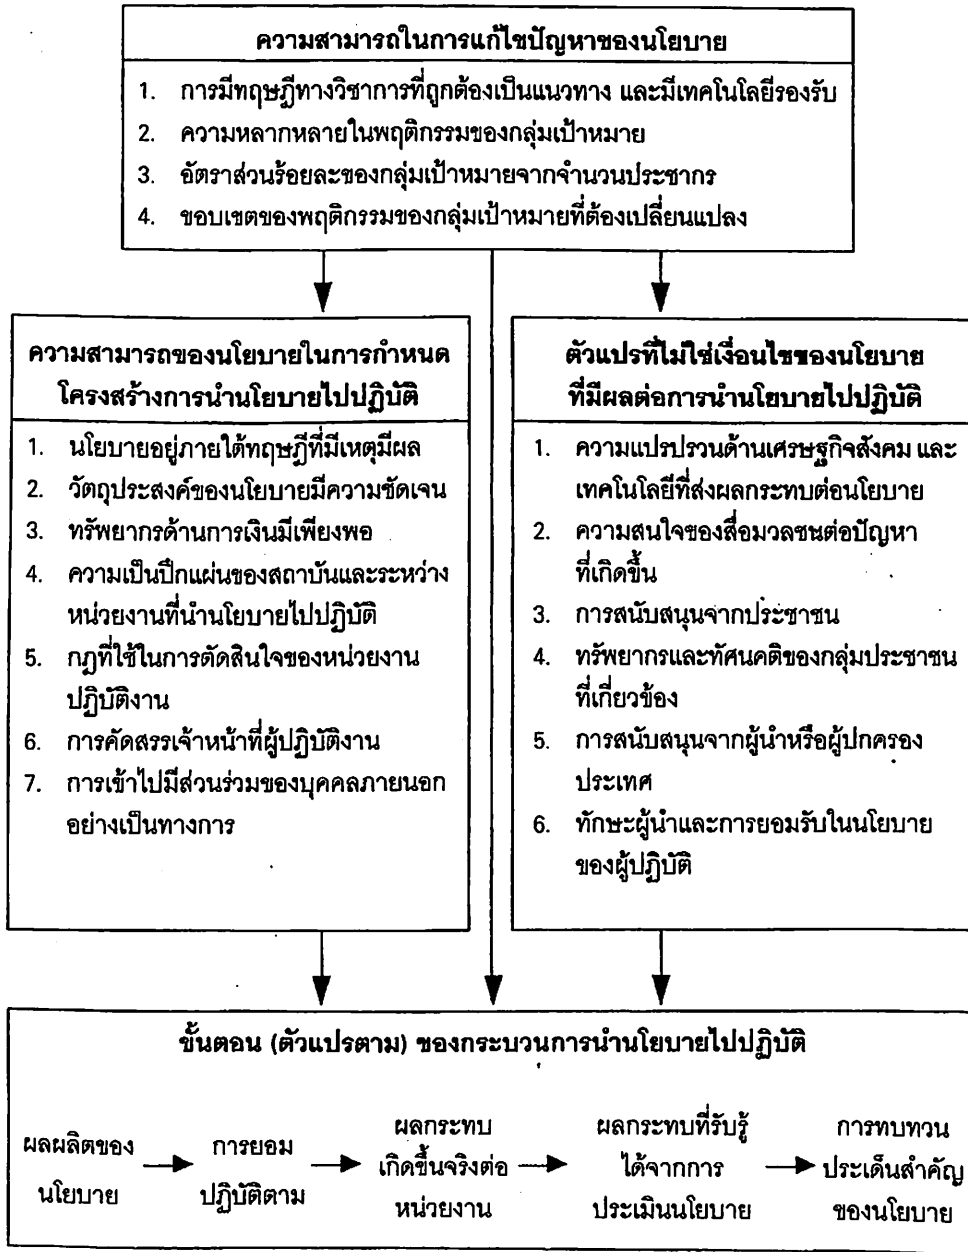 ความสามารถในการแก้ไขปัญหาของนโยบาย
1. การมีทฤษฎีทางวิชาการที่ถูกต้องเป็นแนวทาง และมีเทคโนโลยีรองรับ
2. ความหลากหลายในพฤติกรรมของกลุ่มเป้าหมาย
3. อัตราส่วนร้อยละของกลุ่มเป้าหมายจากจำนวนประชากร
4. ขอบเขตของพฤติกรรมของกลุ่มเป้าหมายที่ต้องเปลี่ยนแปลง
ความสามารถของนโยบายในการกำหนด
โครงสร้างการนำนโยบายไปปฏิบัติ
1. นโยบายอยู่ภายใต้ทฤษฎีที่มีเหตุมีผล
2. วัตถุประสงค์ของนโยบายมีความชัดเจน
3. ทรัพยากรด้านการเงินมีเพียงพอ
4. ความเป็นปึกแผ่นของสถาบันและระหว่าง
หน่วยงานที่นำนโยบายไปปฏิบัติ
5. กฎที่ใช้ในการตัดสินใจของหน่วยงาน
ปฏิบัติงาน
6. การคัดสรรเจ้าหน้าที่ผู้ปฏิบัติงาน
7. การเข้าไปมีส่วนร่วมของบุคคลภายนอก
อย่างเป็นทางการ
ตัวแปรที่ไม่ใช่เงื่อนไขของนโยบาย
ที่มีผลต่อการนำนโยบายไปปฏิบัติ
1. ความแปรปรวนด้านเศรษฐกิจสังคม และ
เทคโนโลยีที่ส่งผลกระทบต่อนโยบาย
2. ความสนใจของสื่อมวลชนต่อปัญหา
ที่เกิดขึ้น
3. การสนับสนุนจากประชาชน
4. ทรัพยากรและทัศนคติของกลุ่มประชาชน
ที่เกี่ยวข้อง
5. การสนับสนุนจากผู้นำหรือผู้ปกครอง
ประเทศ
6. ทักษะผู้นำและการยอมรับในนโยบาย
ของผู้ปฏิบัติ
ขั้นตอน (ตัวแปรตาม) ของกระบวนการนำนโยบายไปปฏิบัติ
ผลผลิตของ
นโยบาย
การยอม
ปฏิบัติตาม
ผลกระทบ
เกิดขึ้นจริงต่อ
หน่วยงาน
ผลกระทบที่รับรู้
ได้จากการ
ประเมินนโยบาย
การทบทวน
ประเด็นสำคัญ
ของนโยบาย